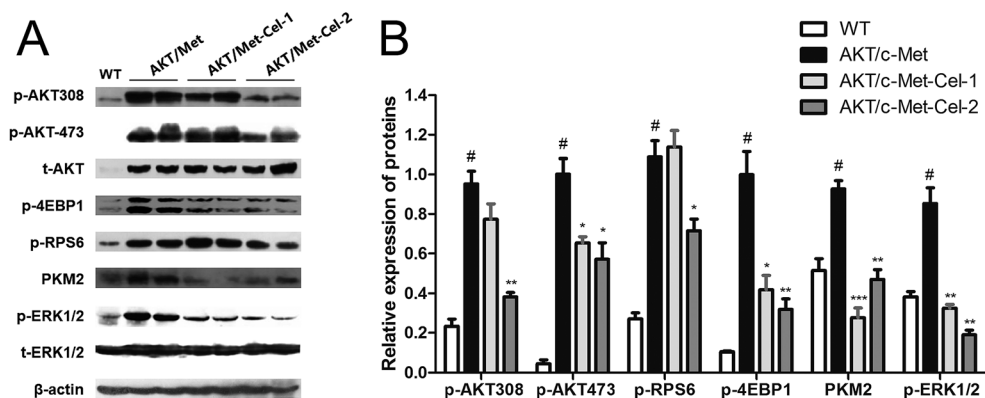 A
WT
AKT/Met
AKT/Met-Cel-1
AKT/Met-Cel-2
p-AKT308
p-AKT-473
t-AKT
p-4EBP1
p-RPS6
PKM2
p-ERK1/2
t-ERK1/2
β-actin
B
WT
AKT/c-Met
AKT/c-Met-Cel-1
AKT/c-Met-Cel-2
Relative expression of proteins
1.4
1.2
1.0
0.8
0.6
0.4
0.2
0.0
# **
# * *
# *
# * **
# *** **
# ** **
p-AKT308 p-AKT473 p-RPS6 p-4EBP1 PKM2 p-ERK1/2